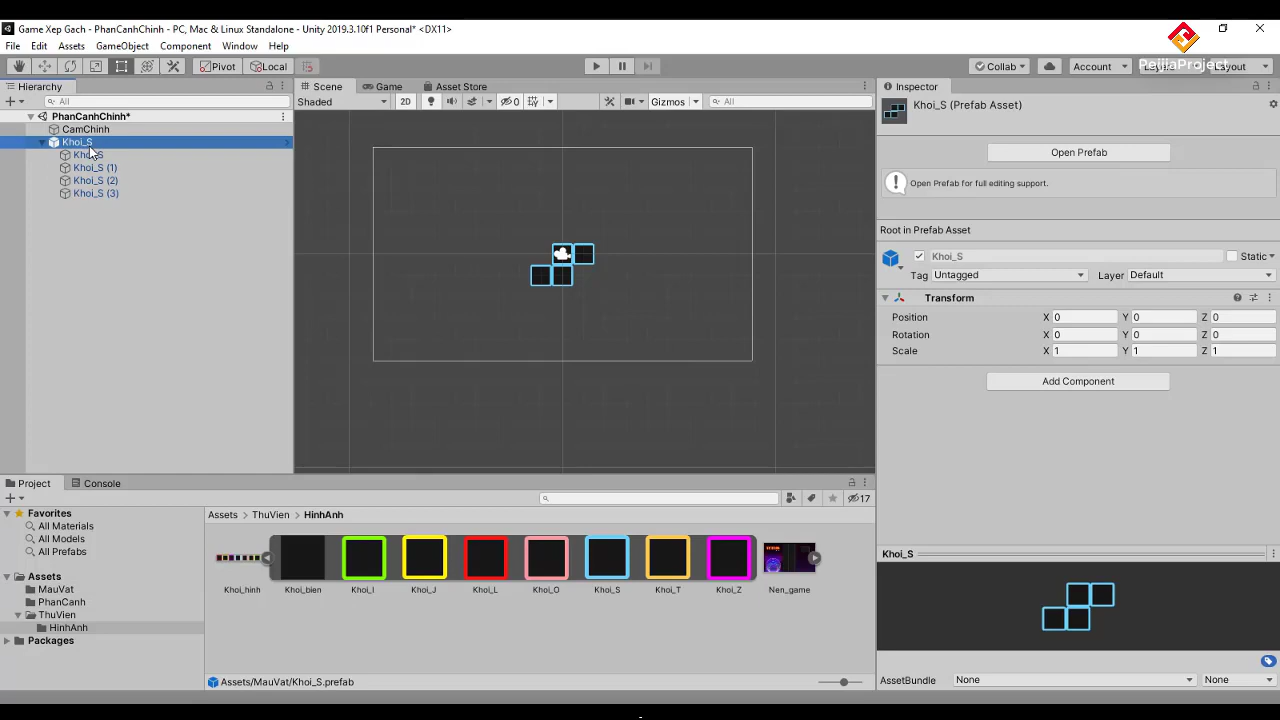 Game Xep Gach - PhanCanhChinh - PC, Mac & Linux Standalone - Unity 2019.3.10f1 Personal* <DX11>
File Edit Assets GameObject Component Window Help
PeijiaProject
Pivot Local Collab Account Layout
Hierarchy
All
PhanCanhChinh*
CamChinh
Khoi_S
Khoi_S
Khoi_S (1)
Khoi_S (2)
Khoi_S (3)
Scene Game Asset Store
Shaded 2D 0 Gizmos All
Inspector
Khoi_S (Prefab Asset)
Open Prefab
Open Prefab for full editing support.
Root in Prefab Asset
Khoi_S Static
Tag Untagged Layer Default
Transform
Position X 0 Y 0 Z 0
Rotation X 0 Y 0 Z 0
Scale X 1 Y 1 Z 1
Add Component
Project Console
17
Favorites
All Materials
All Models
All Prefabs
Assets
MauVat
PhanCanh
ThuVien
HinhAnh
Packages
Assets > ThuVien > HinhAnh
Khoi_hinh Khoi_bien Khoi_I Khoi_J Khoi_L Khoi_O Khoi_S Khoi_T Khoi_Z Nen_game
Assets/MauVat/Khoi_S.prefab
Khoi_S
AssetBundle None None